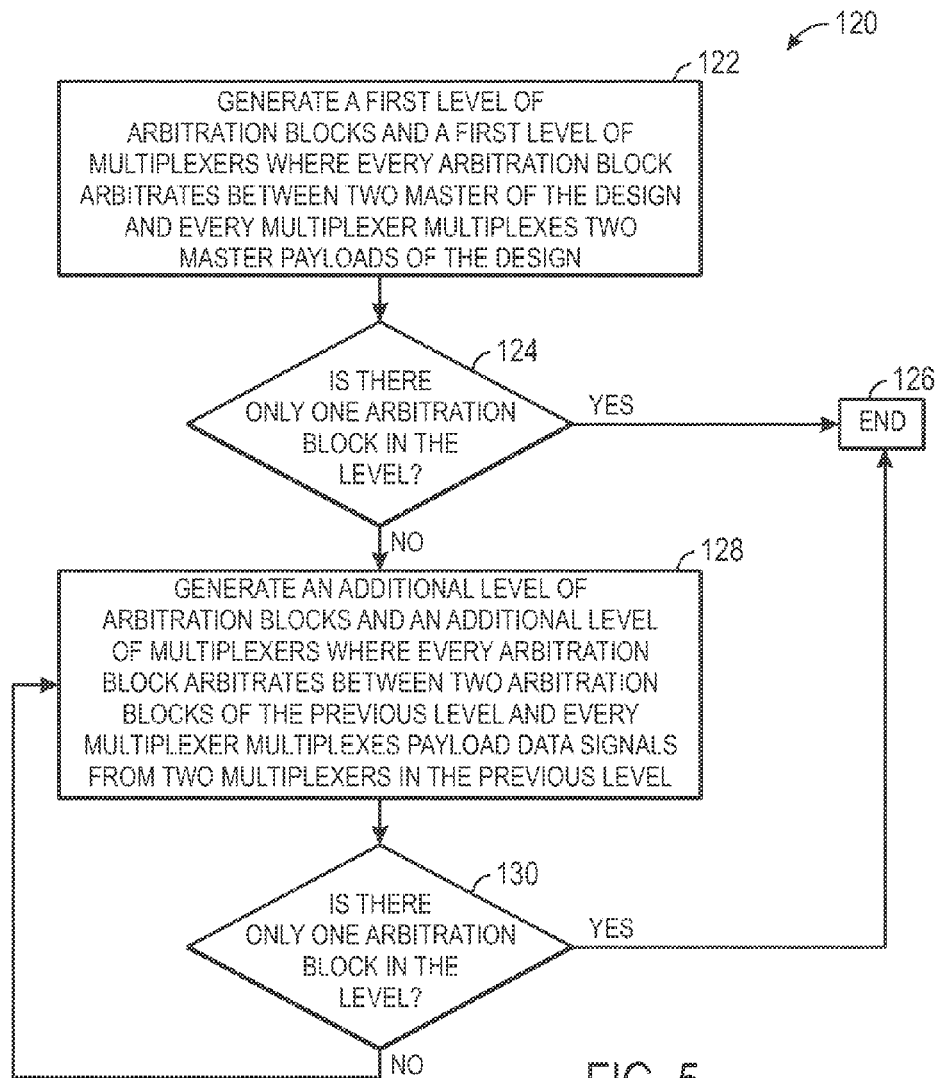 120
122
GENERATE A FIRST LEVEL OF
ARBITRATION BLOCKS AND A FIRST LEVEL OF
MULTIPLEXERS WHERE EVERY ARBITRATION BLOCK
ARBITRATES BETWEEN TWO MASTER OF THE DESIGN
AND EVERY MULTIPLEXER MULTIPLEXES TWO
MASTER PAYLOADS OF THE DESIGN
124
IS THERE
ONLY ONE ARBITRATION
BLOCK IN THE
LEVEL?
YES
126
END
NO
128
GENERATE AN ADDITIONAL LEVEL OF
ARBITRATION BLOCKS AND AN ADDITIONAL LEVEL
OF MULTIPLEXERS WHERE EVERY ARBITRATION
BLOCK ARBITRATES BETWEEN TWO ARBITRATION
BLOCKS OF THE PREVIOUS LEVEL AND EVERY
MULTIPLEXER MULTIPLEXES PAYLOAD DATA SIGNALS
FROM TWO MULTIPLEXERS IN THE PREVIOUS LEVEL
130
IS THERE
ONLY ONE ARBITRATION
BLOCK IN THE
LEVEL?
YES
NO
FIG. 5